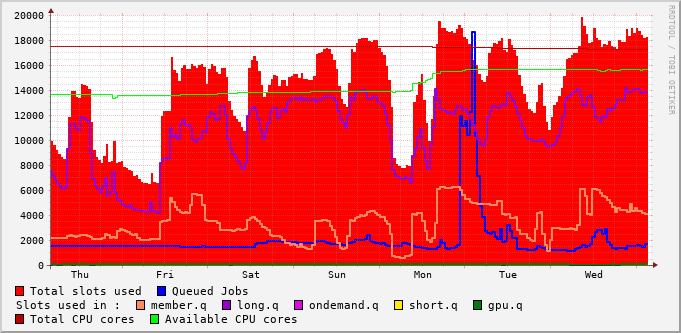 20000
18000
16000
14000
12000
10000
8000
6000
4000
2000
0
Thu Fri Sat Sun Mon Tue Wed
RRDTOOL / TOBI OETIKER
Total slots used Queued Jobs
Slots used in : member.q long.q ondemand.q short.q gpu.q
Total CPU cores Available CPU cores